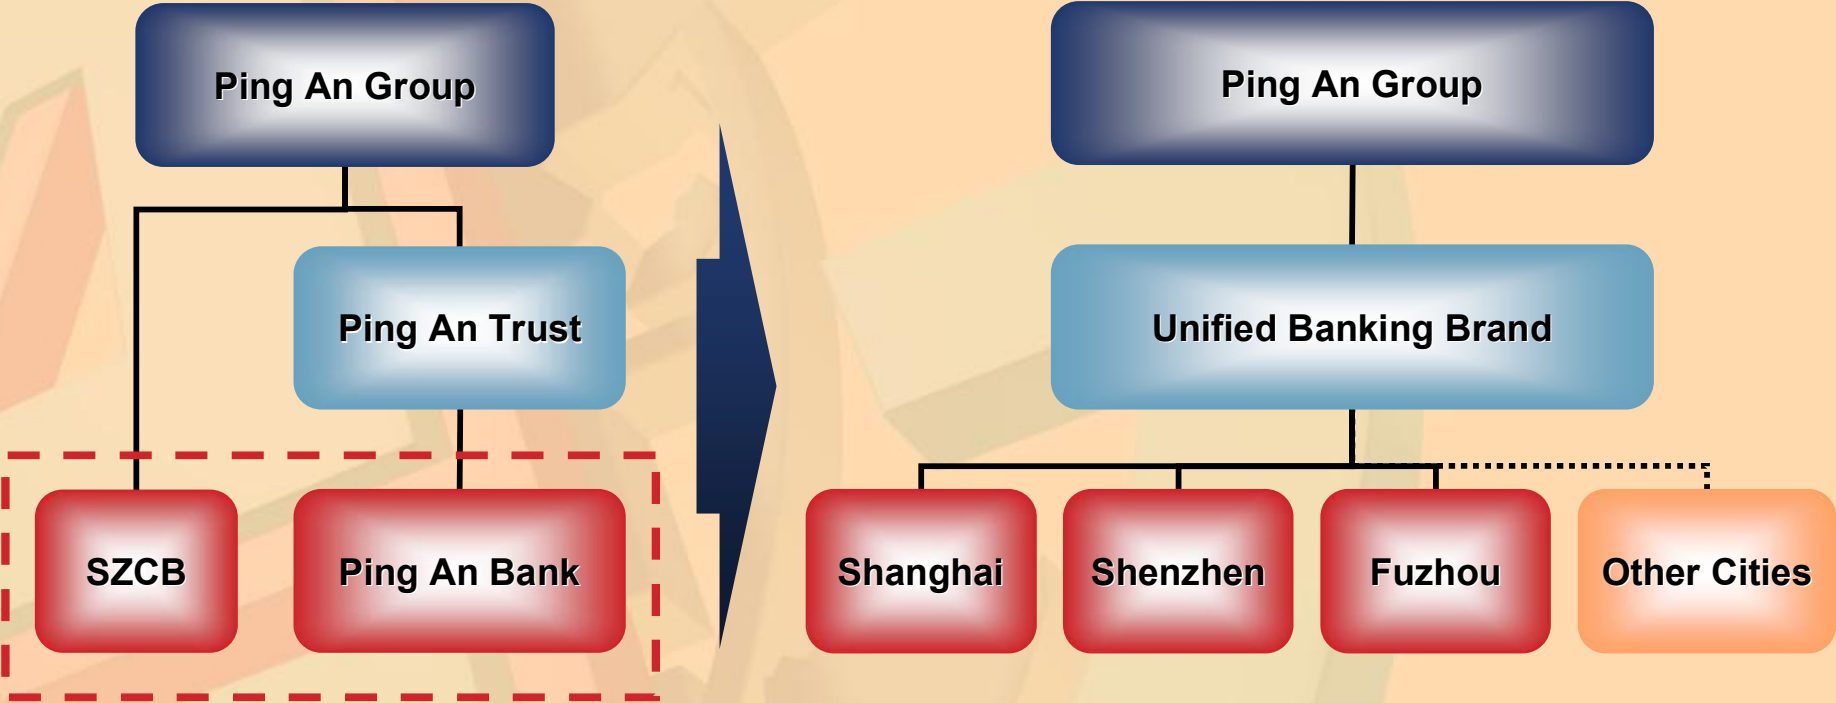 Ping An Group
Ping An Trust
SZCB
Ping An Bank
Ping An Group
Unified Banking Brand
Shanghai
Shenzhen
Fuzhou
Other Cities